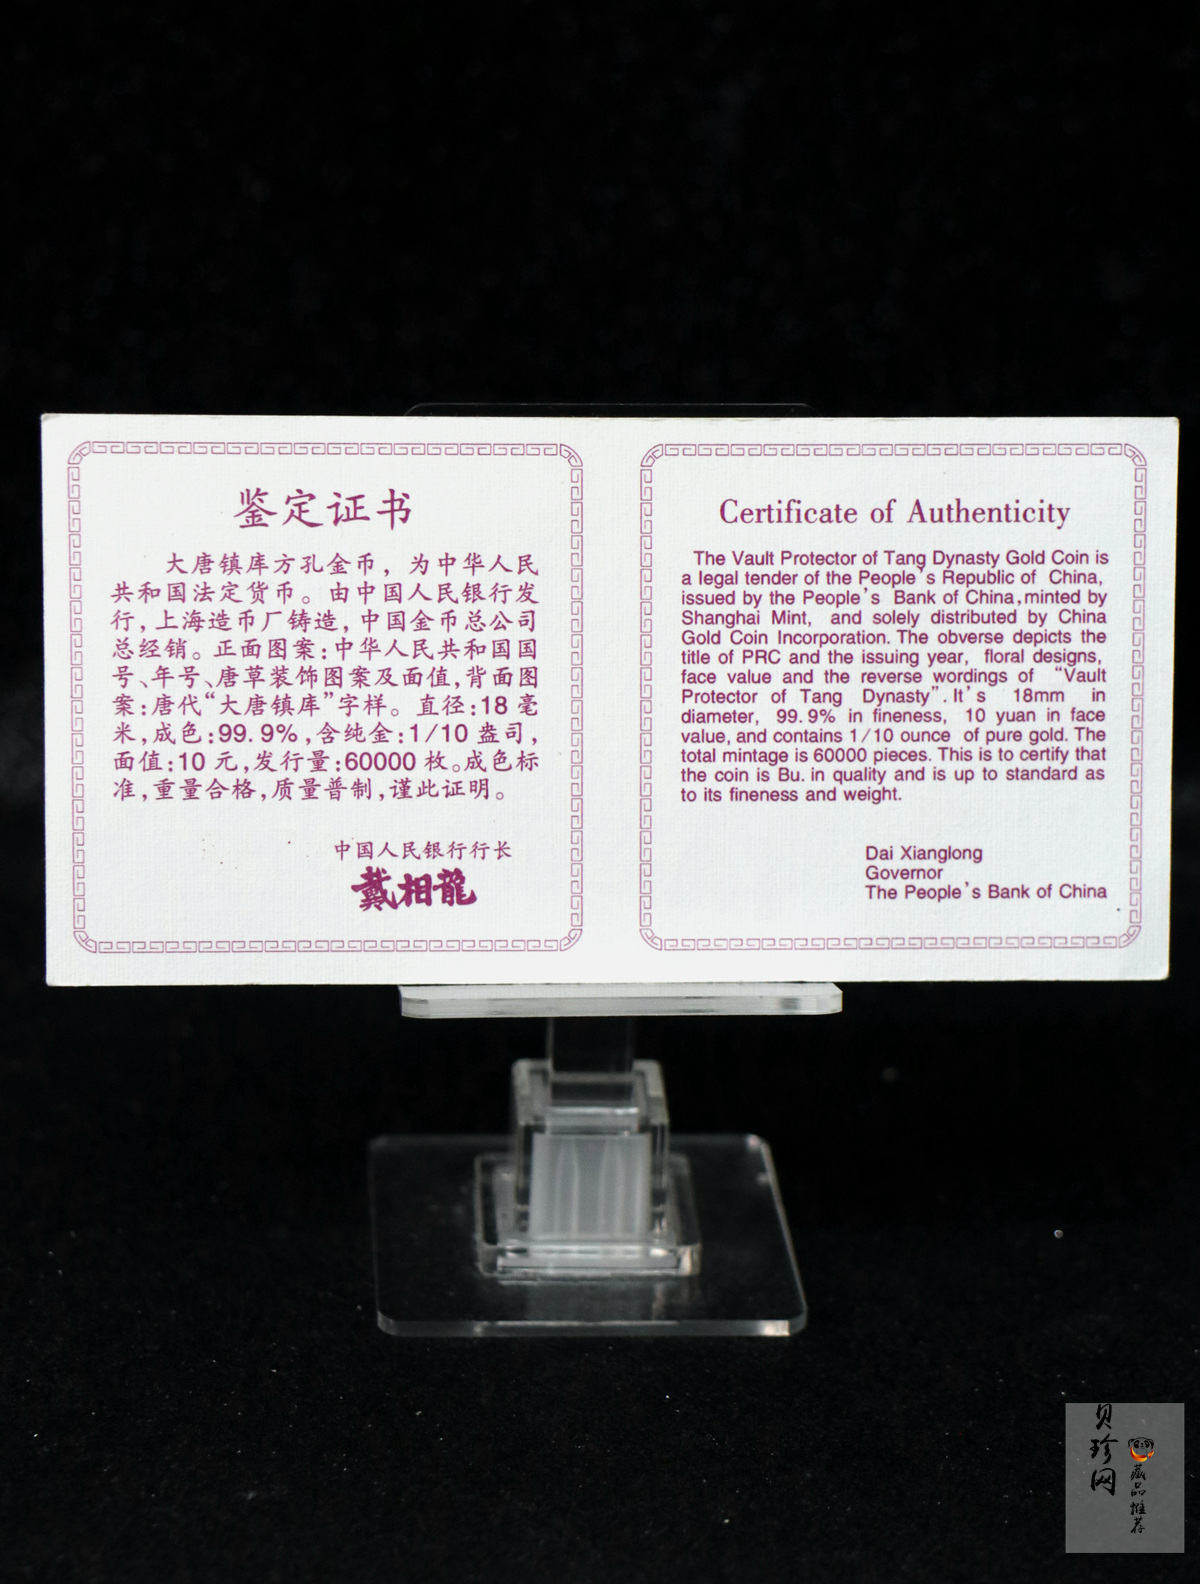 鉴定证书
大唐镇库方孔金币，为中华人民
共和国法定货币。由中国人民银行发
行，上海造币厂铸造，中国金币总公司
总经销。正面图案：中华人民共和国国
号、年号、唐草装饰图案及面值，背面图
案：唐代“大唐镇库”字样。直径：18毫
米，成色：99.9%，含纯金：1/10盎司，
面值：10元，发行量：60000枚。成色标
准，重量合格，质量普制，谨此证明。
中国人民银行行长
戴相龍
Certificate of Authenticity
The Vault Protector of Tang Dynasty Gold Coin is
a legal tender of the People's Republic of China,
issued by the People's Bank of China, minted by
Shanghai Mint, and solely distributed by China
Gold Coin Incorporation. The obverse depicts the
title of PRC and the issuing year, floral designs,
face value and the reverse wordings of “Vault
Protector of Tang Dynasty”. It's 18mm in
diameter, 99.9% in fineness, 10 yuan in face
value, and contains 1/10 ounce of pure gold. The
total mintage is 60000 pieces. This is to certify that
the coin is Bu. in quality and is up to standard as
to its fineness and weight.
Dai Xianglong
Governor
The People's Bank of China
贝珍网
藏品推荐